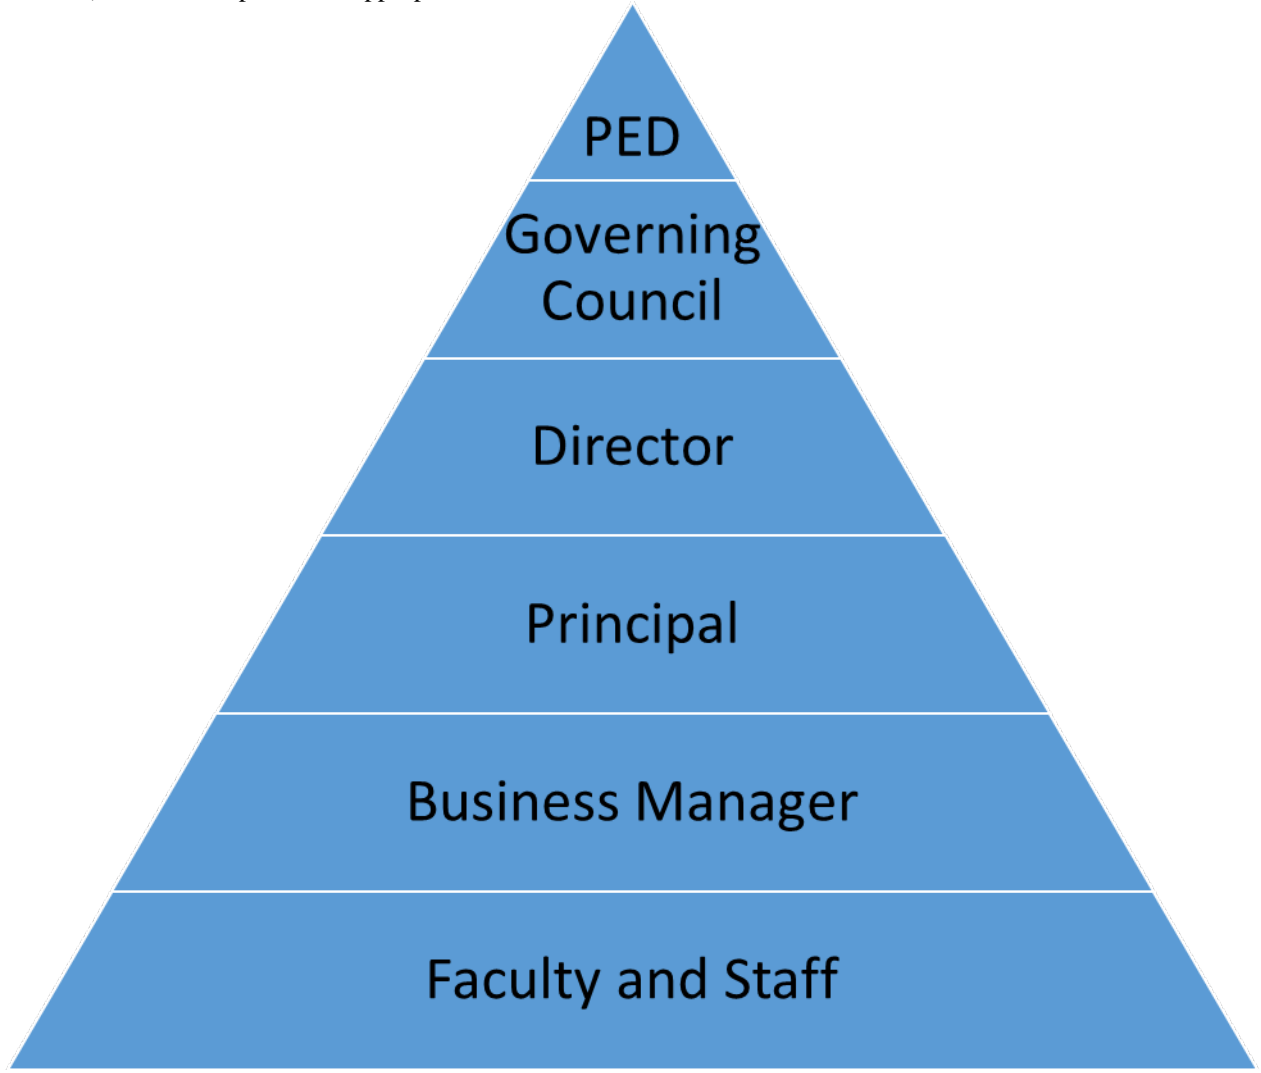 PED
Governing
Council
Director
Principal
Business Manager
Faculty and Staff